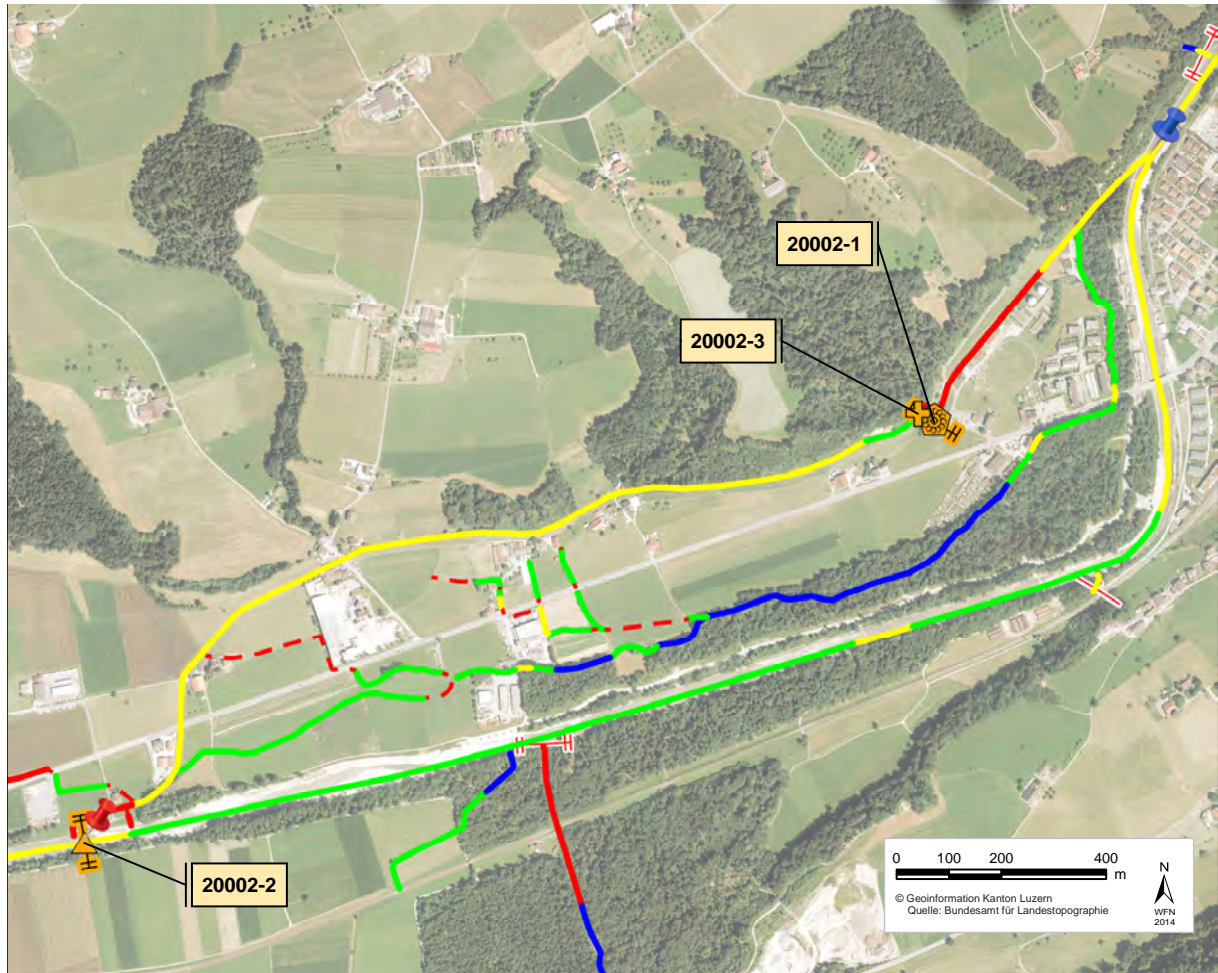 20002-1
20002-3
20002-2
0 100 200 400
m
© Geoinformation Kanton Luzern
Quelle: Bundesamt für Landestopographie
N
WFN
2014